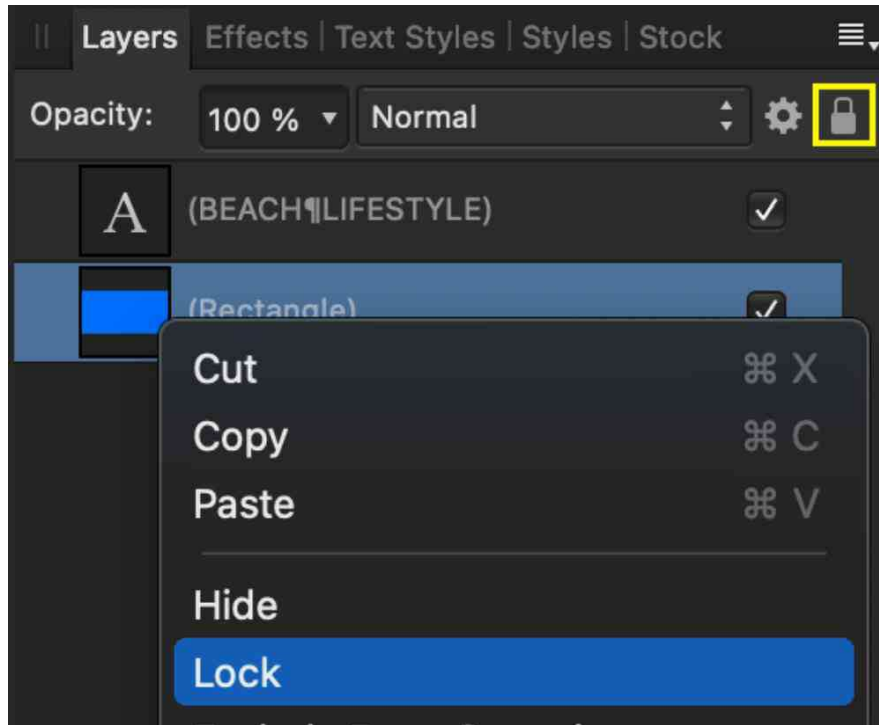 Layers Effects | Text Styles | Styles | Stock
Opacity: 100 % Normal
A (BEACH¶LIFESTYLE)
(Rectangle)
Cut ⌘ X
Copy ⌘ C
Paste ⌘ V
Hide
Lock